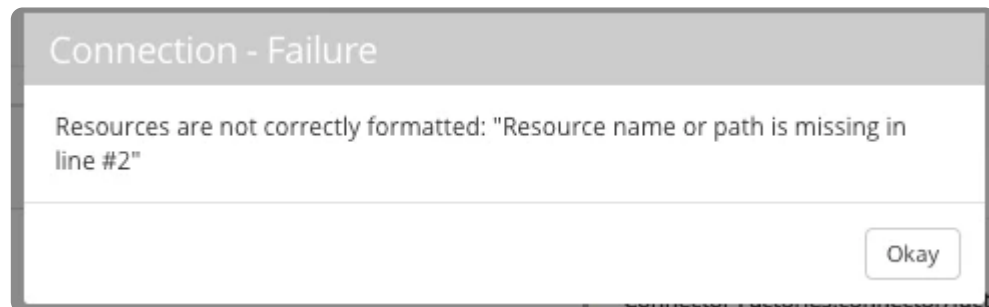 Connection - Failure
Resources are not correctly formatted: "Resource name or path is missing in
line #2"
Okay